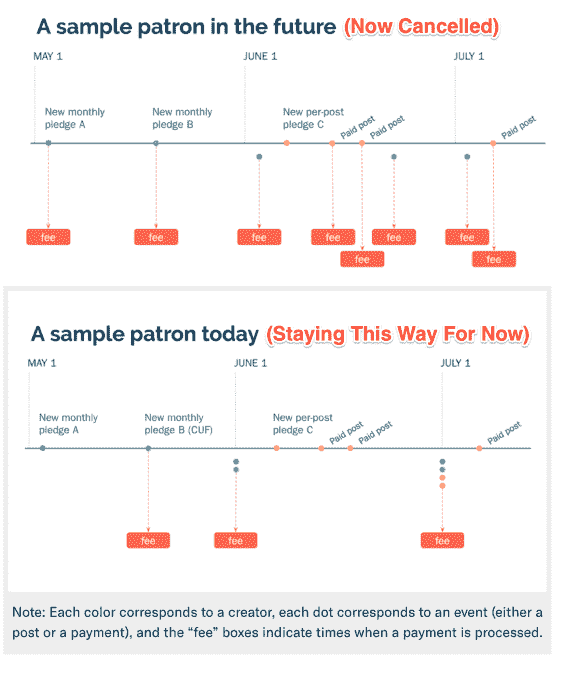 A sample patron in the future (Now Cancelled)
MAY 1 JUNE 1 JULY 1
New monthly pledge A
New monthly pledge B
New per-post pledge C
Paid post
Paid post
Paid post
fee
fee
fee
fee
fee
fee
fee
fee
A sample patron today (Staying This Way For Now)
MAY 1 JUNE 1 JULY 1
New monthly pledge A
New monthly pledge B (CUF)
New per-post pledge C
Paid post
Paid post
Paid post
fee
fee
fee
Note: Each color corresponds to a creator, each dot corresponds to an event (either a
post or a payment), and the “fee” boxes indicate times when a payment is processed.